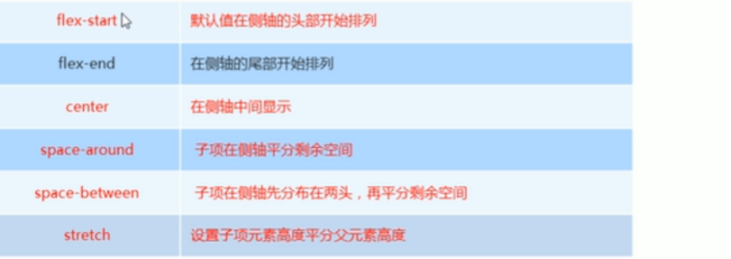 flex-start 默认值在侧轴的头部开始排列
flex-end 在侧轴的尾部开始排列
center 在侧轴中间显示
space-around 子项在侧轴平分剩余空间
space-between 子项在侧轴先分布在两头，再平分剩余空间
stretch 设置子项元素高度平分父元素高度